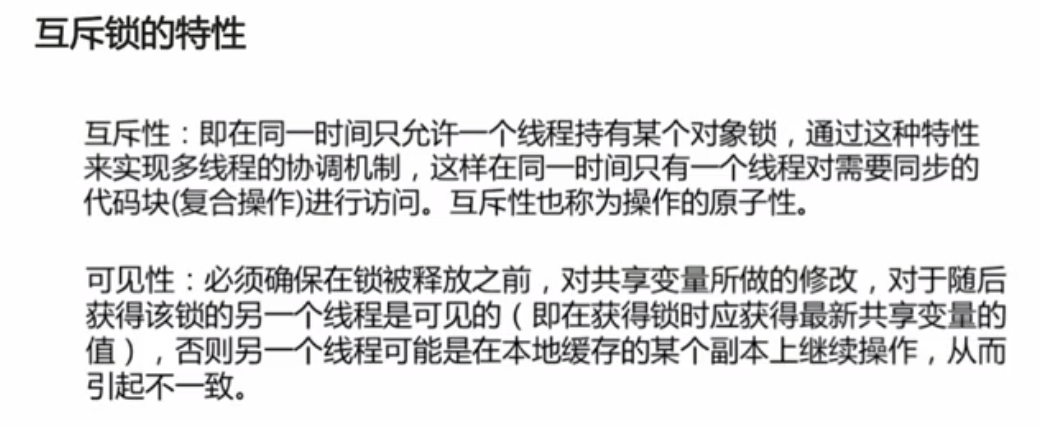 互斥锁的特性
互斥性：即在同一时间只允许一个线程持有某个对象锁，通过这种特性
来实现多线程的协调机制，这样在同一时间只有一个线程对需要同步的
代码块(复合操作)进行访问。互斥性也称为操作的原子性。
可见性：必须确保在锁被释放之前，对共享变量所做的修改，对于随后
获得该锁的另一个线程是可见的（即在获得锁时应获得最新共享变量的
值），否则另一个线程可能是在本地缓存的某个副本上继续操作，从而
引起不一致。